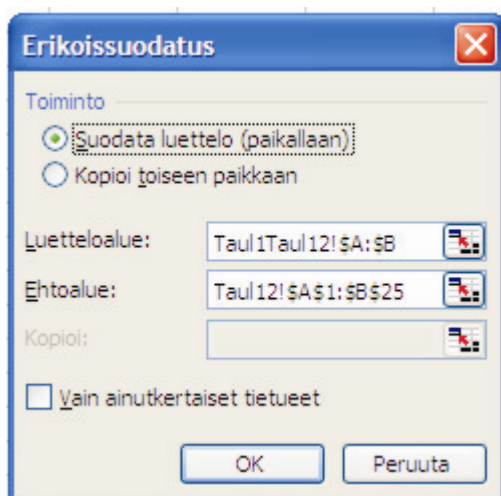 Erikoissuodatus
Toiminto
Suodata luettelo (paikallaan)
Kopioi toiseen paikkaan
Luetteloalue: Taul1Taul12!$A:$B
Ehtoalue: Taul12!$A$1:$B$25
Kopioi:
Vain ainutkertaiset tietueet
OK Peruuta